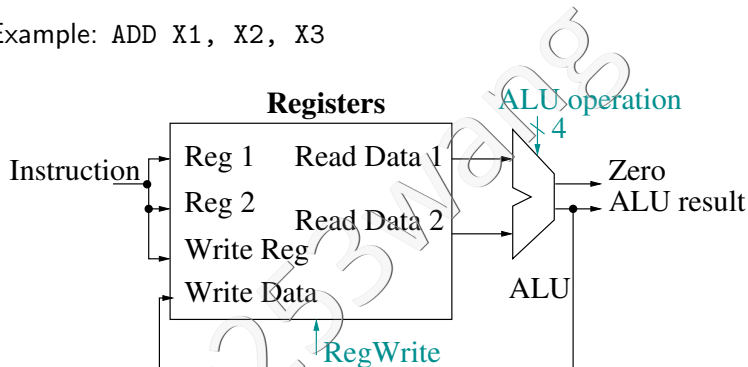 Example: ADD X1, X2, X3
Registers
ALU operation
4
Instruction
Reg 1
Read Data 1
Reg 2
Read Data 2
Write Reg
Write Data
Zero
ALU result
ALU
RegWrite
253wang